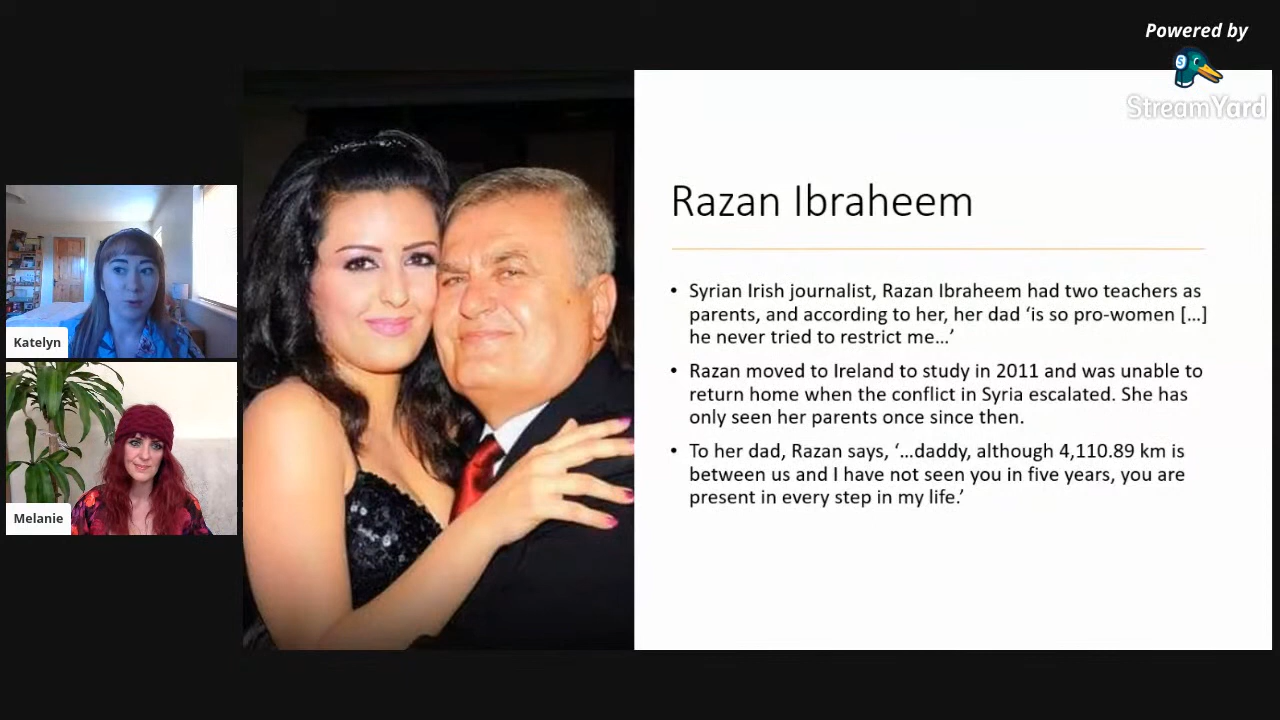 Powered by
StreamYard
Katelyn
Melanie
Razan Ibraheem
• Syrian Irish journalist, Razan Ibraheem had two teachers as
parents, and according to her, her dad ‘is so pro-women [...]
he never tried to restrict me...’
• Razan moved to Ireland to study in 2011 and was unable to
return home when the conflict in Syria escalated. She has
only seen her parents once since then.
• To her dad, Razan says, ‘...daddy, although 4,110.89 km is
between us and I have not seen you in five years, you are
present in every step in my life.’